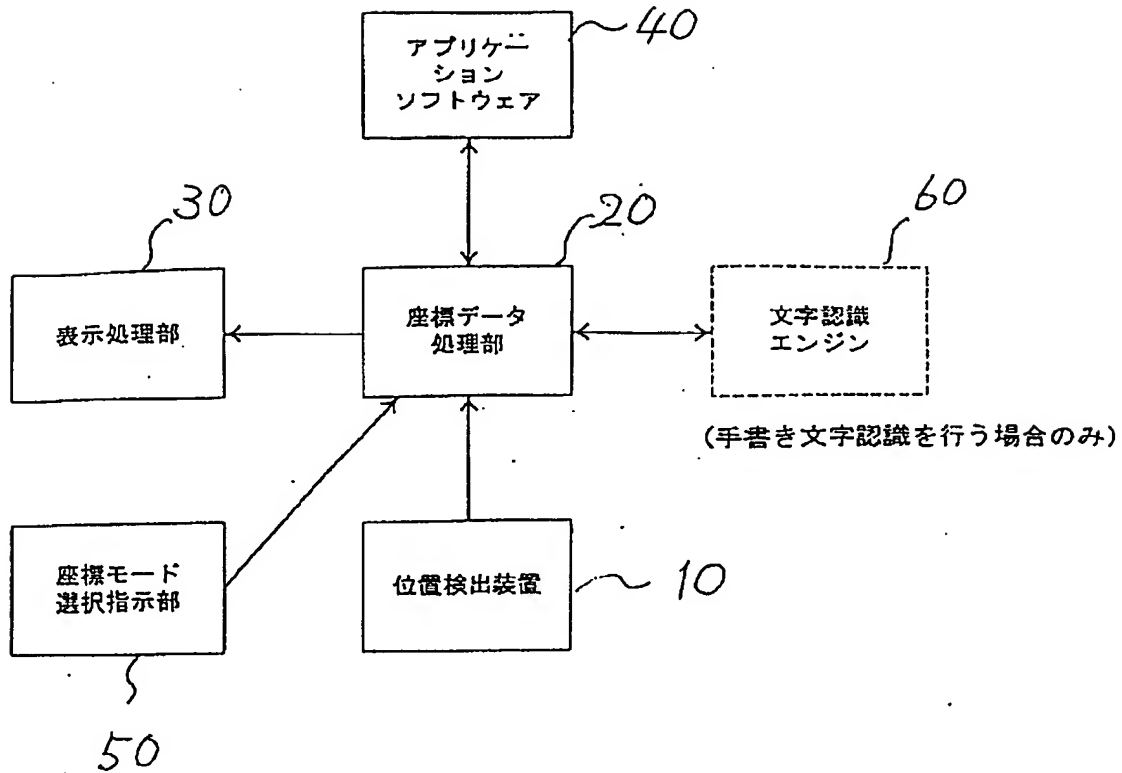 アプリケー
ション
ソフトウェア
40
30
20
60
表示処理部
座標データ
処理部
文字認識
エンジン
(手書き文字認識を行う場合のみ)
座標モード
選択指示部
位置検出装置
10
50